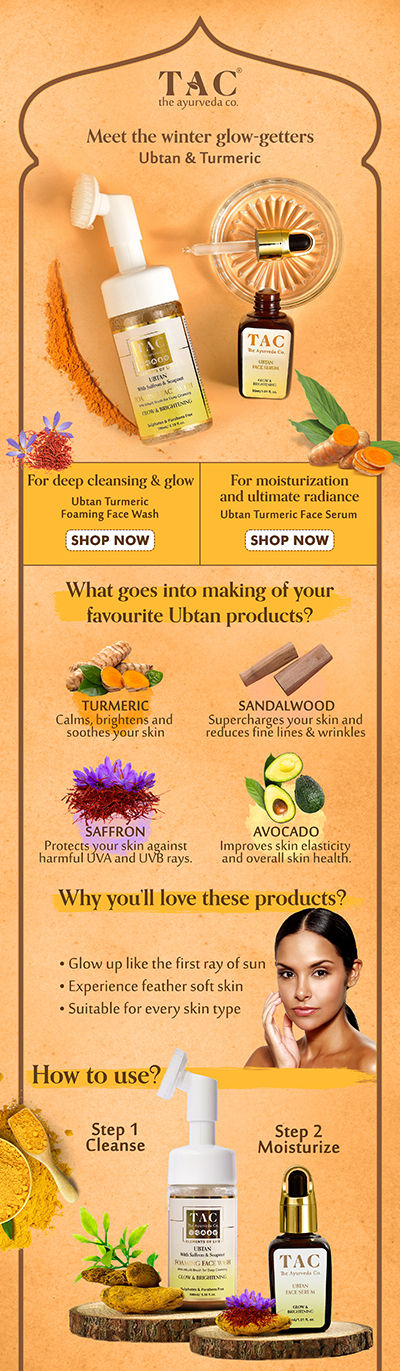 TAC®
the ayurveda co.
Meet the winter glow-getters
Ubtan & Turmeric
TAC
UBTAN
With Saffron & Soapnut
GLOW & BRIGHTENING
Sulphates & Parabens Free
TAC
The Ayurveda Co.
UBTAN
FACE SERUM
GLOW &
BRIGHTENING
For deep cleansing & glow
Ubtan Turmeric
Foaming Face Wash
SHOP NOW
For moisturization
and ultimate radiance
Ubtan Turmeric Face Serum
SHOP NOW
What goes into making of your
favourite Ubtan products?
TURMERIC
Calms, brightens and
soothes your skin
SANDALWOOD
Supercharges your skin and
reduces fine lines & wrinkles
SAFFRON
Protects your skin against
harmful UVA and UVB rays.
AVOCADO
Improves skin elasticity
and overall skin health.
Why you'll love these products?
• Glow up like the first ray of sun
• Experience feather soft skin
• Suitable for every skin type
How to use?
Step 1
Cleanse
Step 2
Moisturize
TAC
The Ayurveda Co.
UBTAN
With Saffron & Soapnut
FOAMING FACE WASH
GLOW & BRIGHTENING
Sulphates & Parabens Free
TAC
The Ayurveda Co.
UBTAN
FACE SERUM
GLOW &
BRIGHTENING